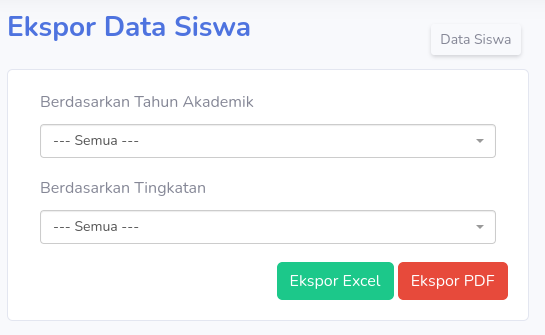 Ekspor Data Siswa
Data Siswa
Berdasarkan Tahun Akademik
--- Semua ---
Berdasarkan Tingkatan
--- Semua ---
Ekspor Excel
Ekspor PDF